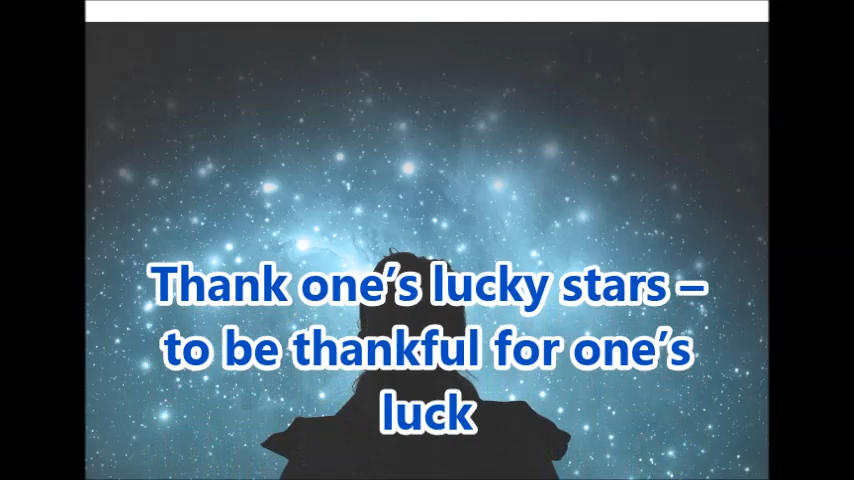 Thank one’s lucky stars –
to be thankful for one’s
luck